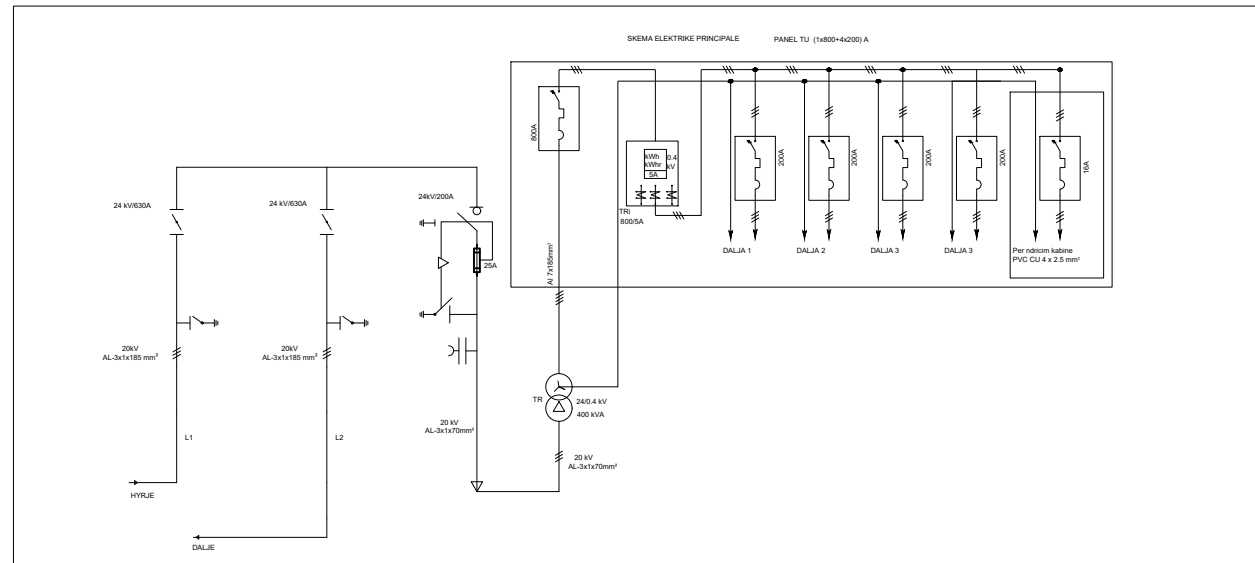 SKEMA ELEKTRIKE PRINCIPALE PANEL TU (1x800+4x200) A
800A
kWh 0.4
kWhr kV
5A
TRi
800/5A
200A
200A
200A
200A
16A
DALJA 1
DALJA 2
DALJA 3
DALJA 3
Per ndricim kabine
PVC CU 4 x 2.5 mm²
24 kV/630A
24 kV/630A
24kV/200A
25A
Al 7x185mm²
20kV
AL-3x1x185 mm²
20kV
AL-3x1x185 mm²
TR
24/0.4 kV
400 kVA
20 kV
AL-3x1x70mm²
20 kV
AL-3x1x70mm²
L1
L2
HYRJE
DALJE